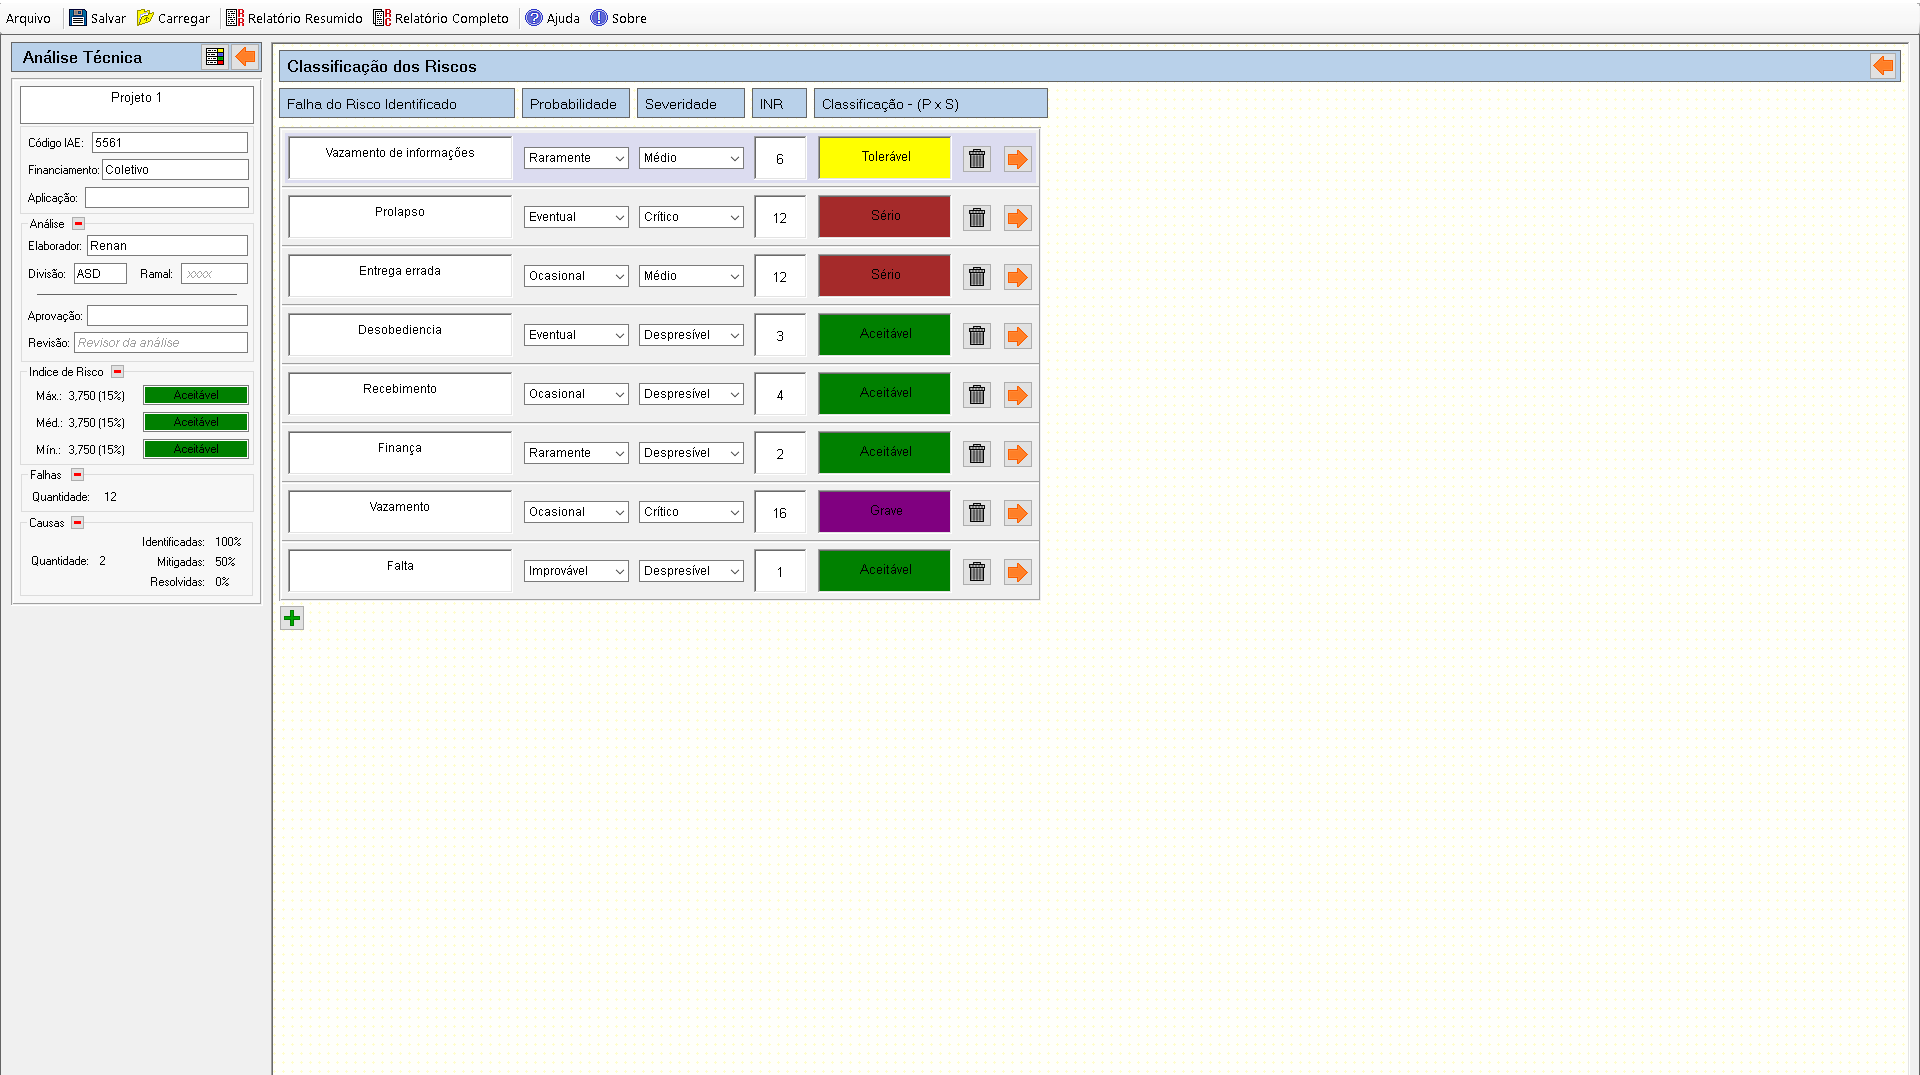 Arquivo Salvar Carregar Relatório Resumido Relatório Completo Ajuda Sobre
Análise Técnica
Projeto 1
Código IAE: 5561
Financiamento: Coletivo
Aplicação:
Análise
Elaborador: Renan
Divisão: ASD Ramal: xxxx
Aprovação:
Revisão: Revisor da análise
Indice de Risco
Máx.: 3,750 (15%) Aceitável
Méd.: 3,750 (15%) Aceitável
Mín.: 3,750 (15%) Aceitável
Falhas
Quantidade: 12
Causas
Identificadas: 100%
Quantidade: 2 Mitigadas: 50%
Resolvidas: 0%
Classificação dos Riscos
Falha do Risco Identificado Probabilidade Severidade INR Classificação - (P x S)
Vazamento de informações Raramente Médio 6 Tolerável
Prolapso Eventual Crítico 12 Sério
Entrega errada Ocasional Médio 12 Sério
Desobediencia Eventual Despresível 3 Aceitável
Recebimento Ocasional Despresível 4 Aceitável
Finança Raramente Despresível 2 Aceitável
Vazamento Ocasional Crítico 16 Grave
Falta Improvável Despresível 1 Aceitável